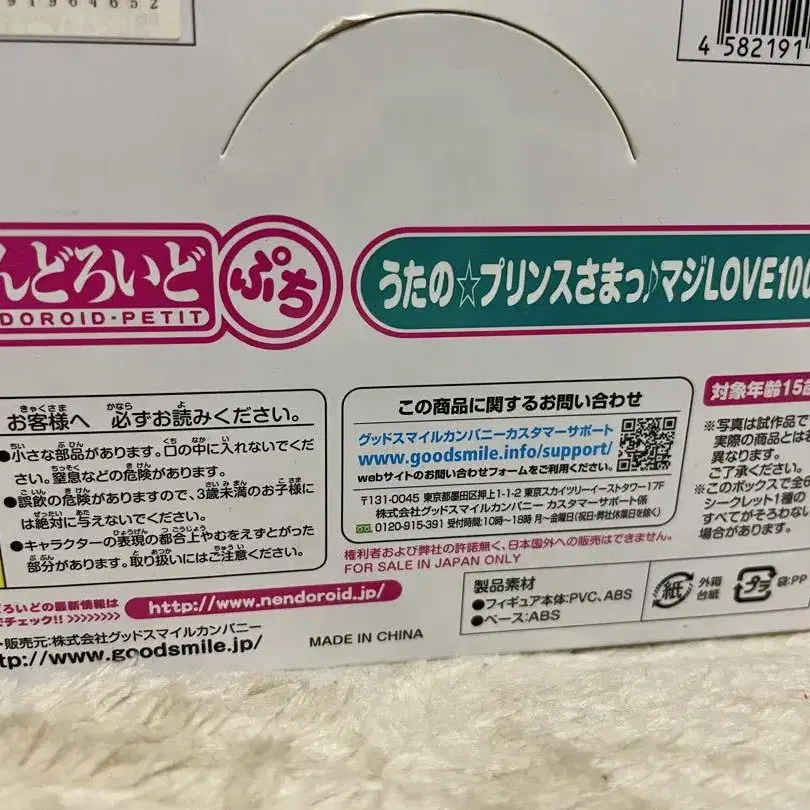 91964652
4 582191
んどろいど
DOROID-PETIT
ぷち
うたの☆プリンスさまっ♪マジLOVE100
お客様へ 必ずお読みください。
●小さな部品があります。口の中に入れないでくだ
さい。窒息などの危険があります。
●誤飲の危険がありますので、3歳未満のお子様に
は絶対に与えないでください。
●キャラクターの表現の都合上やむをえずとがった
部分があります。取り扱いにはご注意ください。
この商品に関するお問い合わせ
グッドスマイルカンパニーカスタマーサポート
www.goodsmile.info/support/
webサイトのお問い合わせフォームをご利用ください。
〒131-0045 東京都墨田区押上1-1-2 東京スカイツリーイーストタワー17F
株式会社グッドスマイルカンパニー カスタマーサポート係
0120-915-391 受付時間:10時〜18時 月〜金曜日(祝日・弊社休業日を除く)
権利者および弊社の許諾無く、日本国外への販売はできません。
FOR SALE IN JAPAN ONLY
対象年齢15歳
※写真は試作品で
実際の商品とは
異なります。
ご了承ください。
※このボックスで全6
シークレット1種の
すべてがそろわない
場合があります。
ろいどの最新情報は
チェック!! >>>>>>>>
http://www.nendoroid.jp/
・販売元:株式会社グッドスマイルカンパニー
tp://www.goodsmile.jp/
MADE IN CHINA
製品素材
●フィギュア本体:PVC、ABS
●ベース:ABS
紙
外箱
台紙
プラ
袋:PP